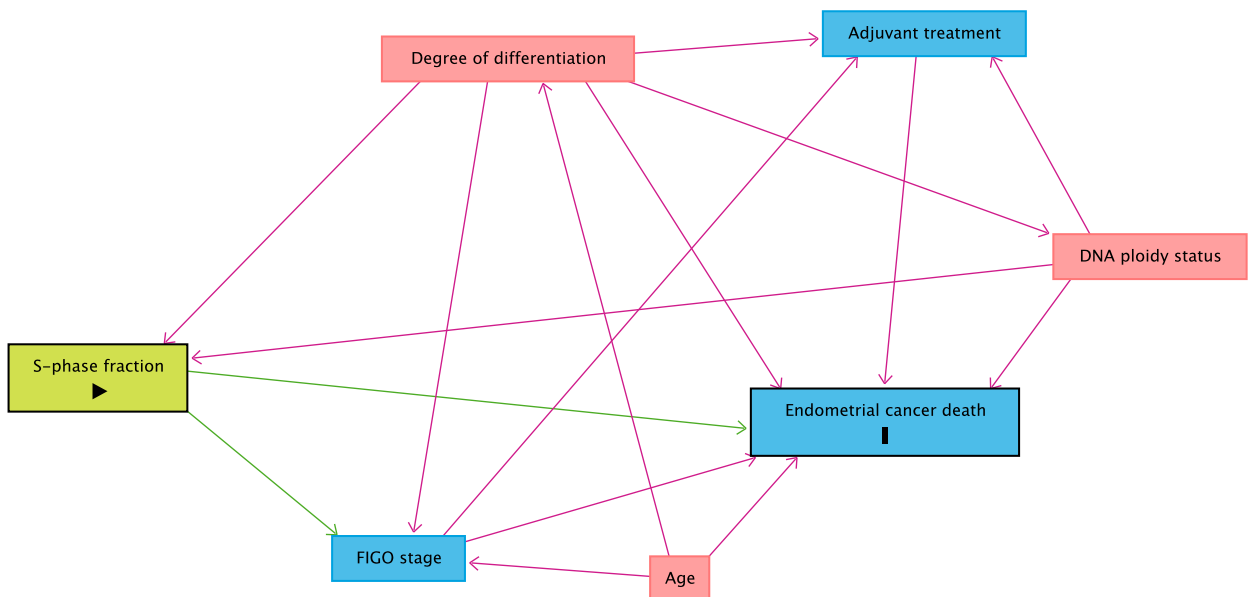 Adjuvant treatment
Degree of differentiation
DNA ploidy status
S-phase fraction
Endometrial cancer death
FIGO stage
Age